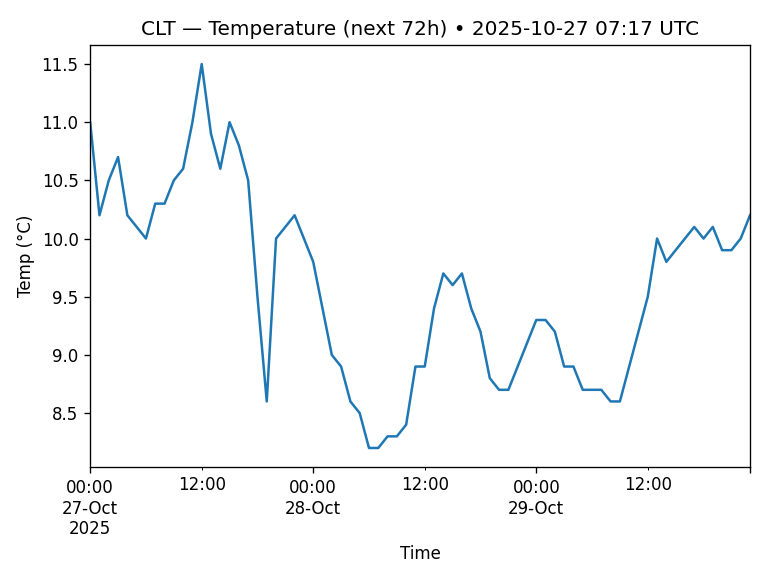 CLT — Temperature (next 72h) • 2025-10-27 07:17 UTC
Temp (°C)
11.5
11.0
10.5
10.0
9.5
9.0
8.5
00:00 12:00 00:00 12:00 00:00 12:00
27-Oct 28-Oct 29-Oct
2025
Time